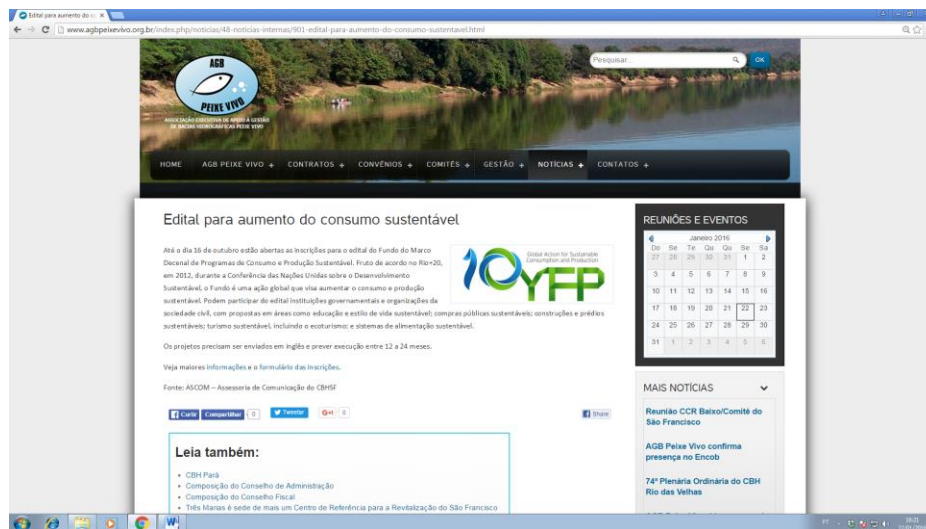 Edital para aumento do co
www.agbpeixevivo.org.br/index.php/noticias/48-noticias-internas/901-edital-para-aumento-do-consumo-sustentavel.html
AGB
PEIXE VIVO
ASSOCIAÇÃO EXECUTIVA DE APOIO À GESTÃO
DE BACIAS HIDROGRÁFICAS PEIXE VIVO
Pesquisar...
OK
HOME AGB PEIXE VIVO + CONTRATOS + CONVÊNIOS + COMITÊS + GESTÃO + NOTÍCIAS + CONTATOS +
Edital para aumento do consumo sustentável
Até o dia 16 de outubro estão abertas as inscrições para o edital do Fundo do Marco
Decenal de Programas de Consumo e Produção Sustentável. Fruto de acordo no Rio+20,
em 2012, durante a Conferência das Nações Unidas sobre o Desenvolvimento
Sustentável, o Fundo é uma ação global que visa aumentar o consumo e produção
sustentável. Podem participar do edital instituições governamentais e organizações da
sociedade civil, com propostas em áreas como educação e estilo de vida sustentável; compras públicas sustentáveis; construções e prédios
sustentáveis; turismo sustentável, incluindo o ecoturismo; e sistemas de alimentação sustentável.
10YFP
Global Action for Sustainable
Consumption and Production
Os projetos precisam ser enviados em inglês e prever execução entre 12 a 24 meses.
Veja maiores informações e o formulário das inscrições.
Fonte: ASCOM – Assessoria de Comunicação do CBHSF
Curtir Compartilhar 0 Tweetar G+1 0 Share
Leia também:
CBH Pará
Composição do Conselho de Administração
Composição do Conselho Fiscal
Três Marias é sede de mais um Centro de Referência para a Revitalização do São Francisco
REUNIÕES E EVENTOS
Janeiro 2016
Do Se Te Qu Qu Se Sa
27 28 29 30 31 1 2
3 4 5 6 7 8 9
10 11 12 13 14 15 16
17 18 19 20 21 22 23
24 25 26 27 28 29 30
31 1 2 3 4 5 6
MAIS NOTÍCIAS
Reunião CCR Baixo/Comitê do
São Francisco
AGB Peixe Vivo confirma
presença no Encob
74ª Plenária Ordinária do CBH
Rio das Velhas
PT